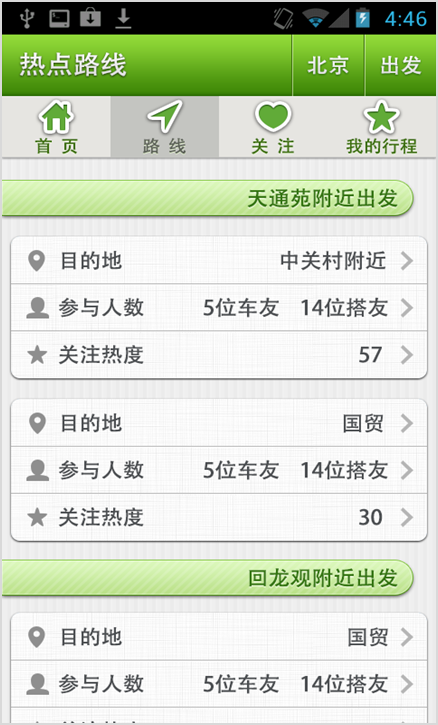 4:46
热点路线 北京 出发
首页 路线 关注 我的行程
天通苑附近出发
目的地 中关村附近
参与人数 5位车友 14位搭友
关注热度 57
目的地 国贸
参与人数 5位车友 14位搭友
关注热度 30
回龙观附近出发
目的地 国贸
参与人数 5位车友 14位搭友